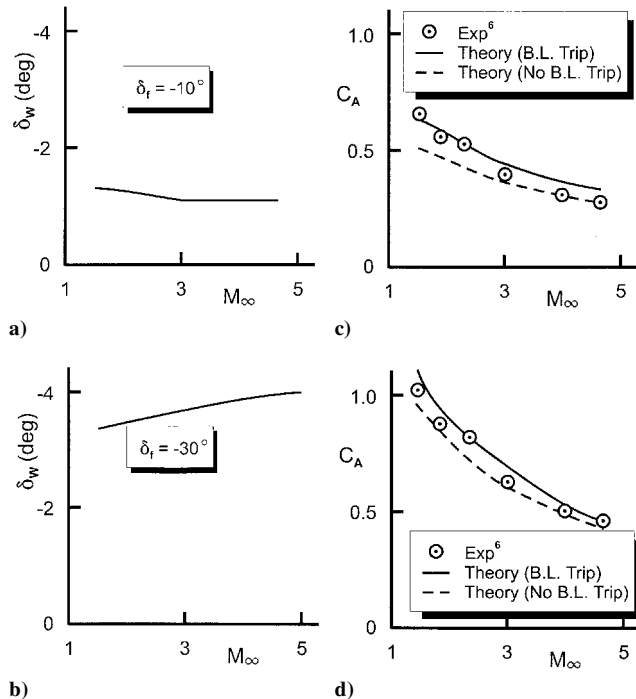 -4
δw (deg)
-2
0
δf = -10°
1
3
5
M∞
a)
1.0
CA
0.5
0
Exp6
Theory (B.L. Trip)
Theory (No B.L. Trip)
1
3
5
M∞
c)
-4
δw (deg)
-2
0
δf = -30°
1
3
5
M∞
b)
1.0
CA
0.5
0
Exp6
Theory (B.L. Trip)
Theory (No B.L. Trip)
1
3
5
M∞
d)